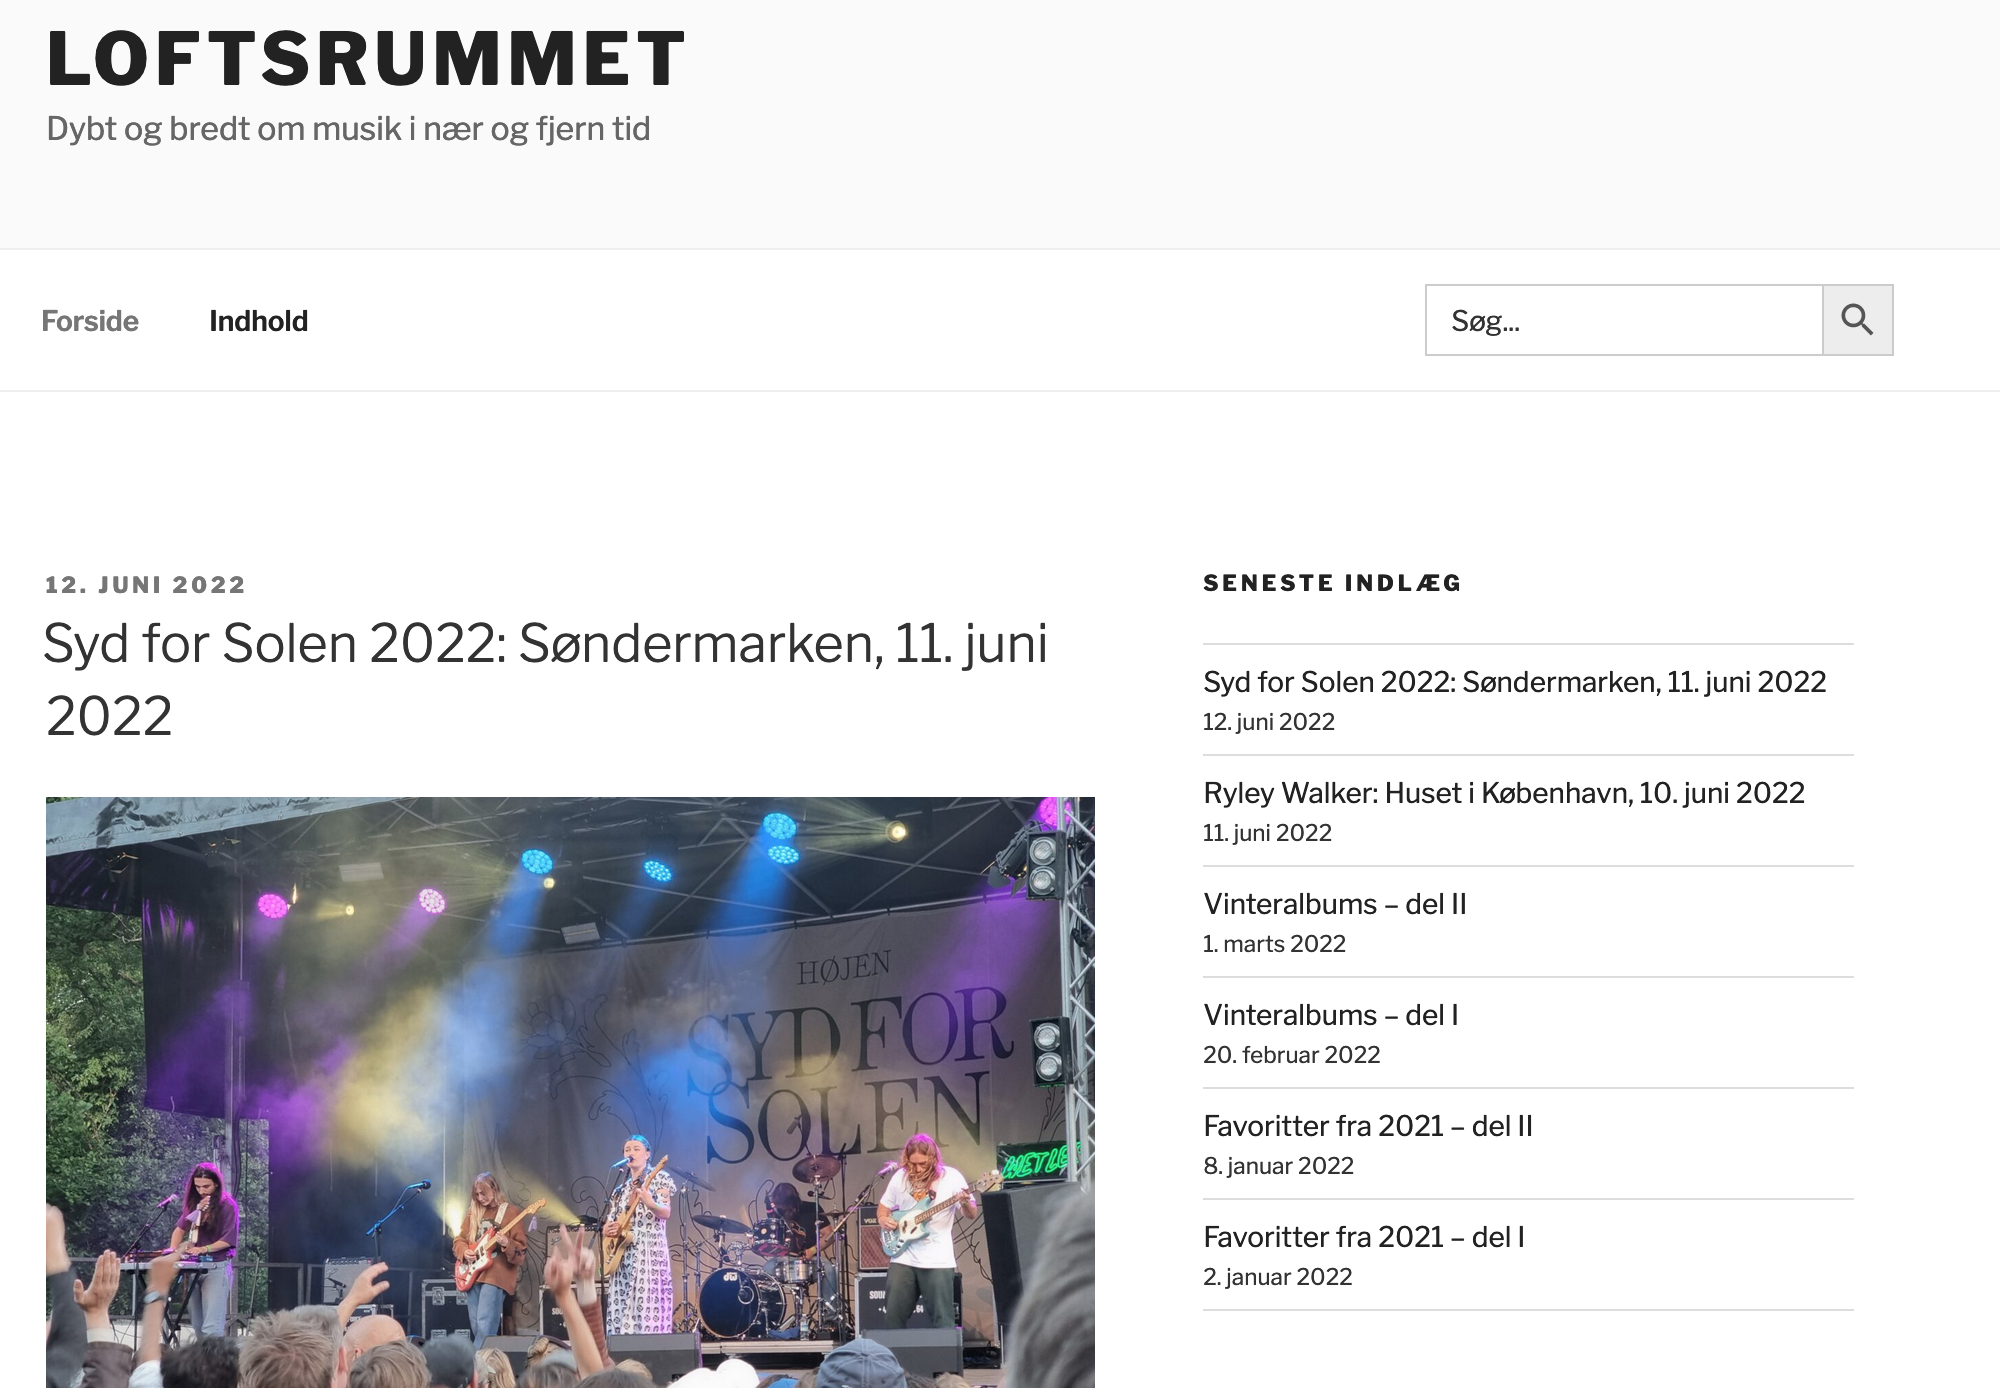 LOFTSRUMMET
Dybt og bredt om musik i nær og fjern tid
Forside
Indhold
Søg...
12. JUNI 2022
Syd for Solen 2022: Søndermarken, 11. juni
2022
HØJEN
SYD FOR
SOLEN
SENESTE INDLÆG
Syd for Solen 2022: Søndermarken, 11. juni 2022
12. juni 2022
Ryley Walker: Huset i København, 10. juni 2022
11. juni 2022
Vinteralbums – del II
1. marts 2022
Vinteralbums – del I
20. februar 2022
Favoritter fra 2021 – del II
8. januar 2022
Favoritter fra 2021 – del I
2. januar 2022